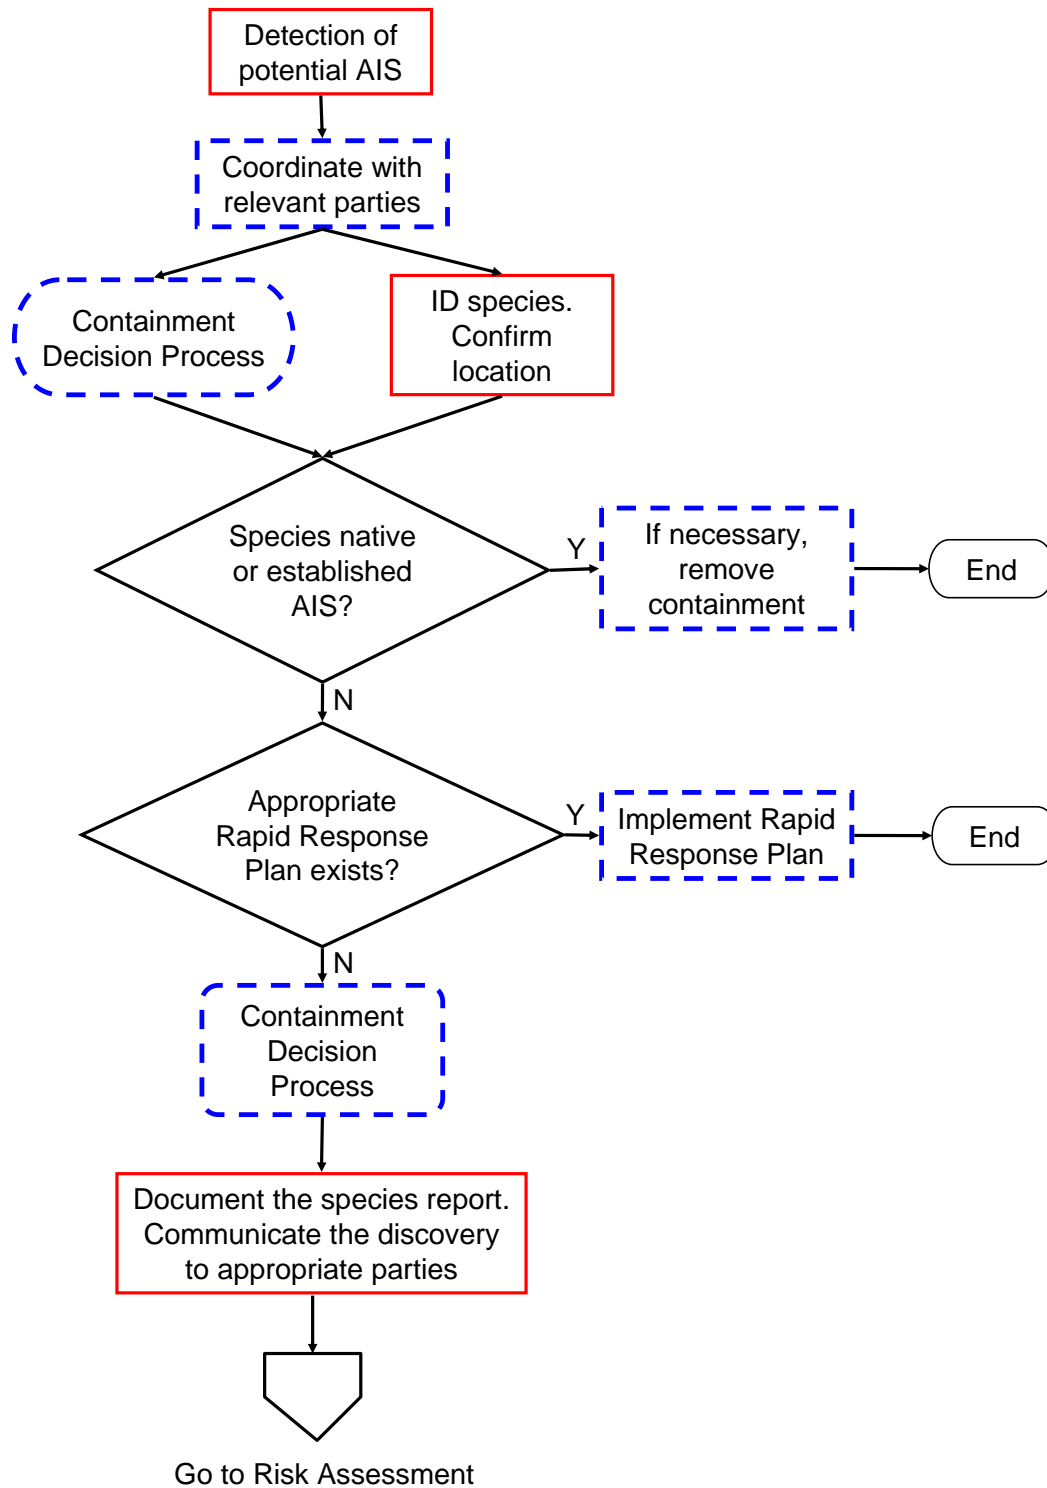 Detection of
potential AIS
Coordinate with
relevant parties
Containment
Decision Process
ID species.
Confirm
location
Species native
or established
AIS?
Y
If necessary,
remove
containment
End
N
Appropriate
Rapid Response
Plan exists?
Y
Implement Rapid
Response Plan
End
N
Containment
Decision
Process
Document the species report.
Communicate the discovery
to appropriate parties
Go to Risk Assessment